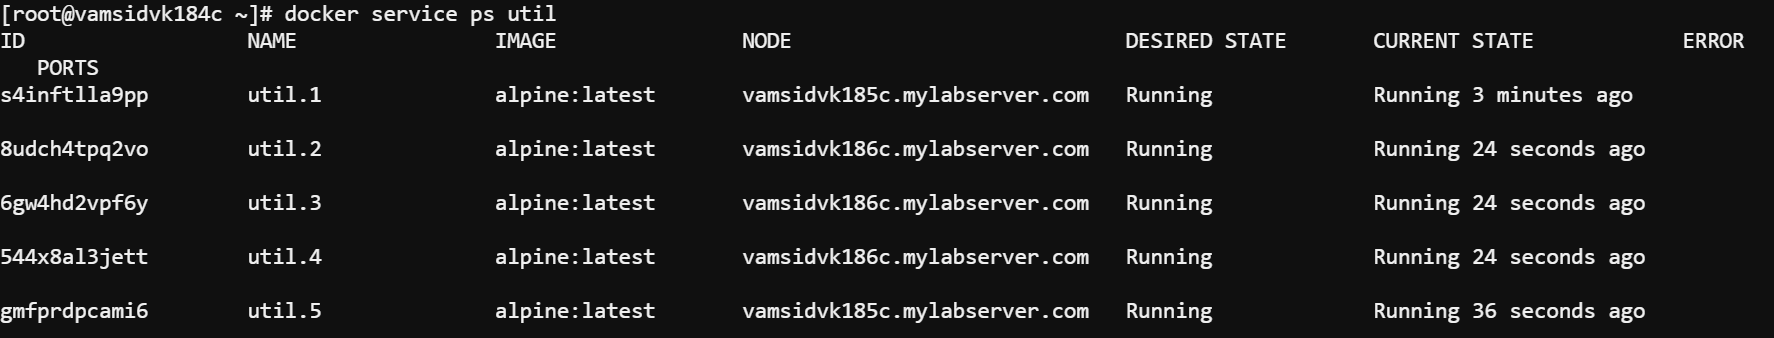 [root@vamsidvk184c ~]# docker service ps util
ID NAME IMAGE NODE DESIRED STATE CURRENT STATE ERROR
PORTS
s4inftlla9pp util.1 alpine:latest vamsidvk185c.mylabserver.com Running Running 3 minutes ago
8udch4tpq2vo util.2 alpine:latest vamsidvk186c.mylabserver.com Running Running 24 seconds ago
6gw4hd2vpf6y util.3 alpine:latest vamsidvk186c.mylabserver.com Running Running 24 seconds ago
544x8al3jett util.4 alpine:latest vamsidvk186c.mylabserver.com Running Running 24 seconds ago
gmfprdpcami6 util.5 alpine:latest vamsidvk185c.mylabserver.com Running Running 36 seconds ago